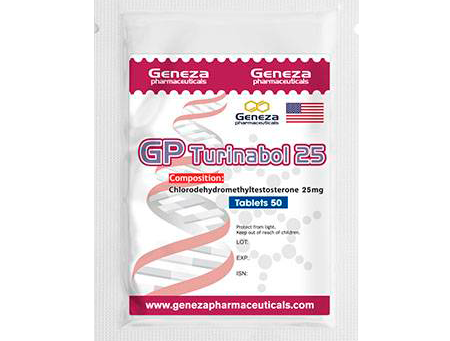 Geneza Geneza
pharmaceuticals pharmaceuticals
Geneza
pharmaceuticals
GP Turinabol 25
Composition:
Chlorodehydromethyltestosterone 25mg
Tablets 50
Protect from light.
Keep out of reach of children.
LOT:
EXP.
ISN:
www.genezapharmaceuticals.com